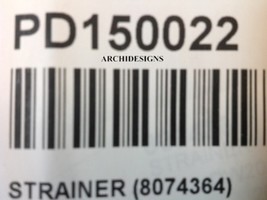 PD150022
ARCHIDESIGNS
STRAINER (8074364)